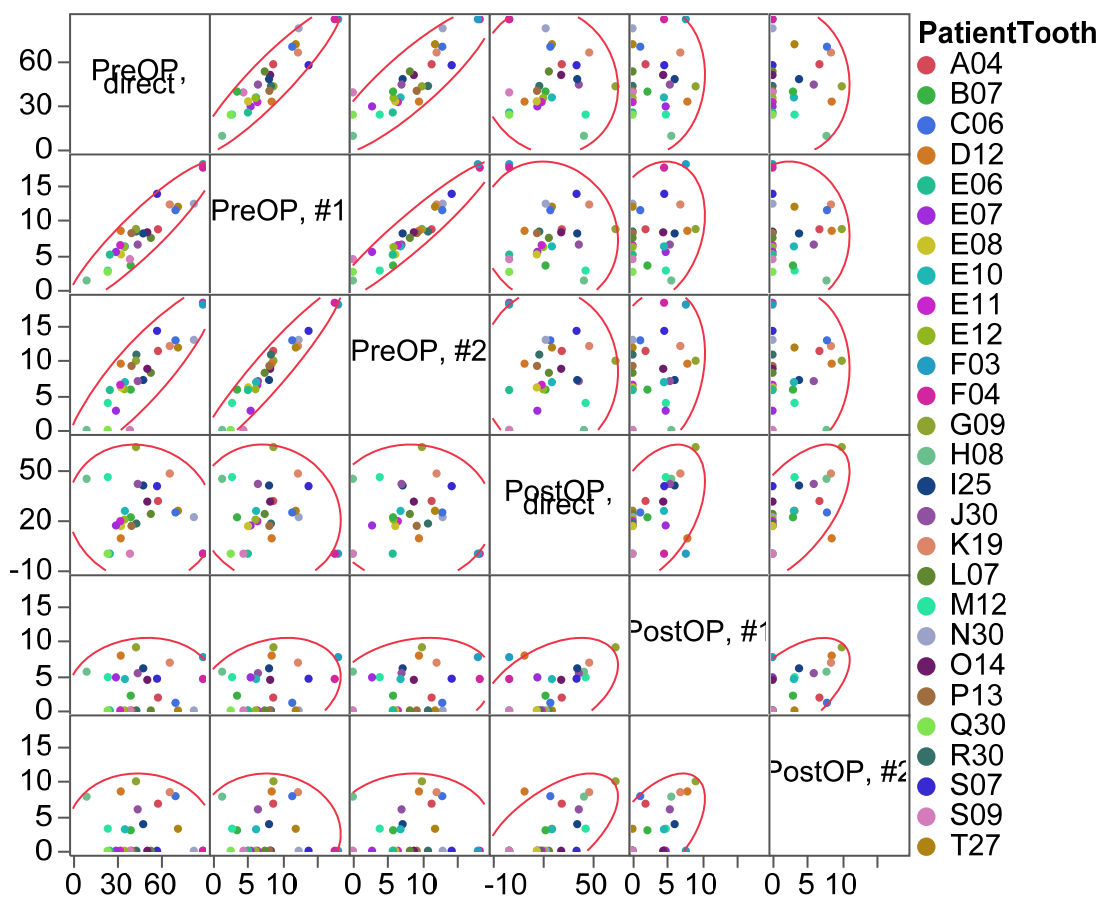 PatientTooth
A04
B07
C06
D12
E06
E07
E08
E10
E11
E12
F03
F04
G09
H08
I25
J30
K19
L07
M12
N30
O14
P13
Q30
R30
S07
S09
T27
60
30
0
PreOP,
direct
15
10
5
0
PreOP, #1
15
10
5
0
PreOP, #2
50
20
-10
PostOP,
direct
15
10
5
0
PostOP, #1
15
10
5
0
PostOP, #2
0 30 60 0 5 10 0 5 10 -10 50 0 5 10 0 5 10